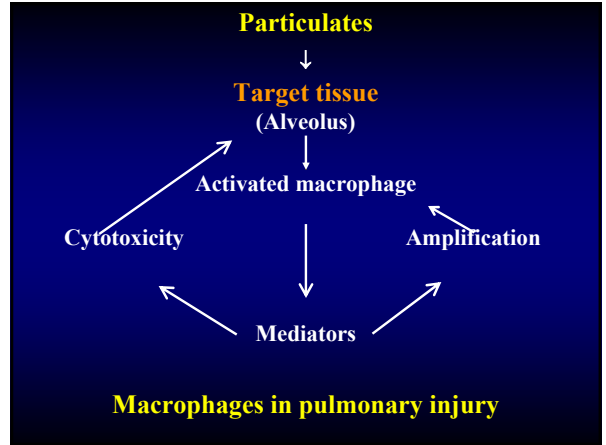 Particulates
Target tissue
(Alveolus)
Activated macrophage
Cytotoxicity
Amplification
Mediators
Macrophages in pulmonary injury